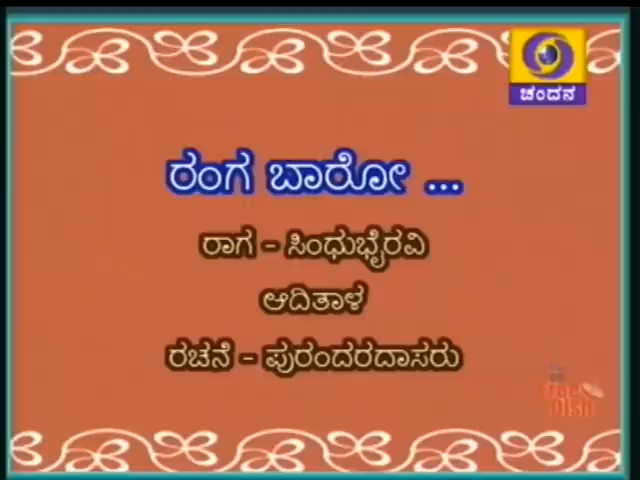 ಚಂದನ
ರಂಗ ಬಾರೋ ...
ರಾಗ - ಸಿಂಧುಭೈರವಿ
ಆದಿತಾಳ
ರಚನೆ - ಪುರಂದರದಾಸರು
DISH